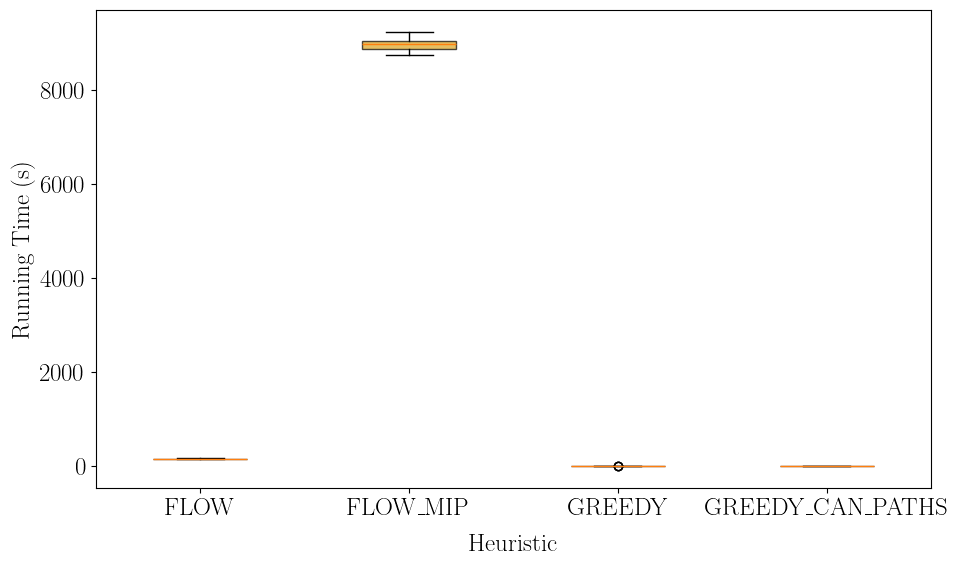 Running Time (s)
8000
6000
4000
2000
0
FLOW
FLOW_MIP
GREEDY
GREEDY_CAN_PATHS
Heuristic